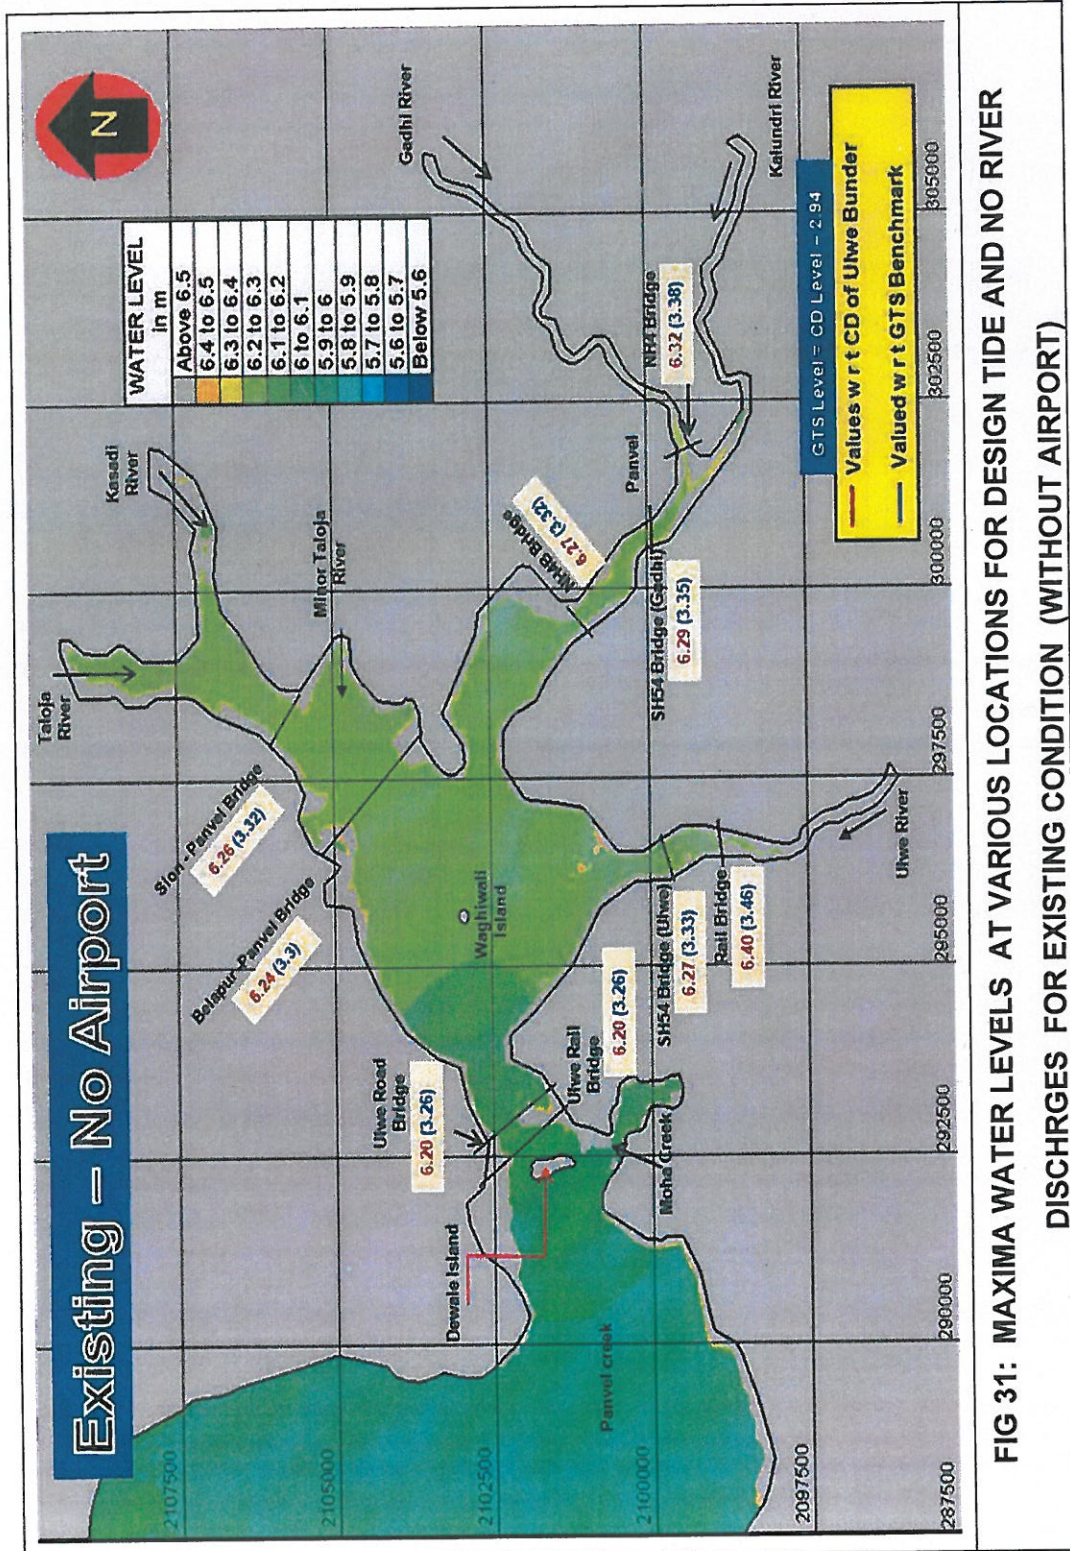 Existing – No Airport
N
WATER LEVEL
in m
Above 6.5
6.4 to 6.5
6.3 to 6.4
6.2 to 6.3
6.1 to 6.2
6. to 6.1
5.9 to 6
5.8 to 5.9
5.7 to 5.8
5.6 to 5.7
Below 5.6
Taloja
River
Kasadi
River
Minor Taloja
River
Gadhi River
Kalundri River
Sion - Panvel Bridge
6.26 (3.32)
Belapur -Panvel Bridge
6.24 (3.3)
Ulwe Road
Bridge
6.20 (3.26)
Dewale Island
Waghiwali
Island
NH4B Bridge
6.27 (3.32)
Panvel
NH4 Bridge
6.32 (3.38)
SH54 Bridge (Gadhi)
6.29 (3.35)
Ulwe Rail
Bridge
6.20 (3.26)
SH54 Bridge (Ulwe)
6.27 (3.33)
Rail Bridge
6.40 (3.46)
Ulwe River
Moha Creek
Panvel creek
GTS Level = CD Level - 2.94
Values w r t CD of Ulwe Bunder
Valued w r t GTS Benchmark
2107500
2105000
2102500
2100000
2097500
287500
290000
292500
295000
297500
300000
302500
305000
FIG 31: MAXIMA WATER LEVELS AT VARIOUS LOCATIONS FOR DESIGN TIDE AND NO RIVER
DISCHRGES FOR EXISTING CONDITION (WITHOUT AIRPORT)